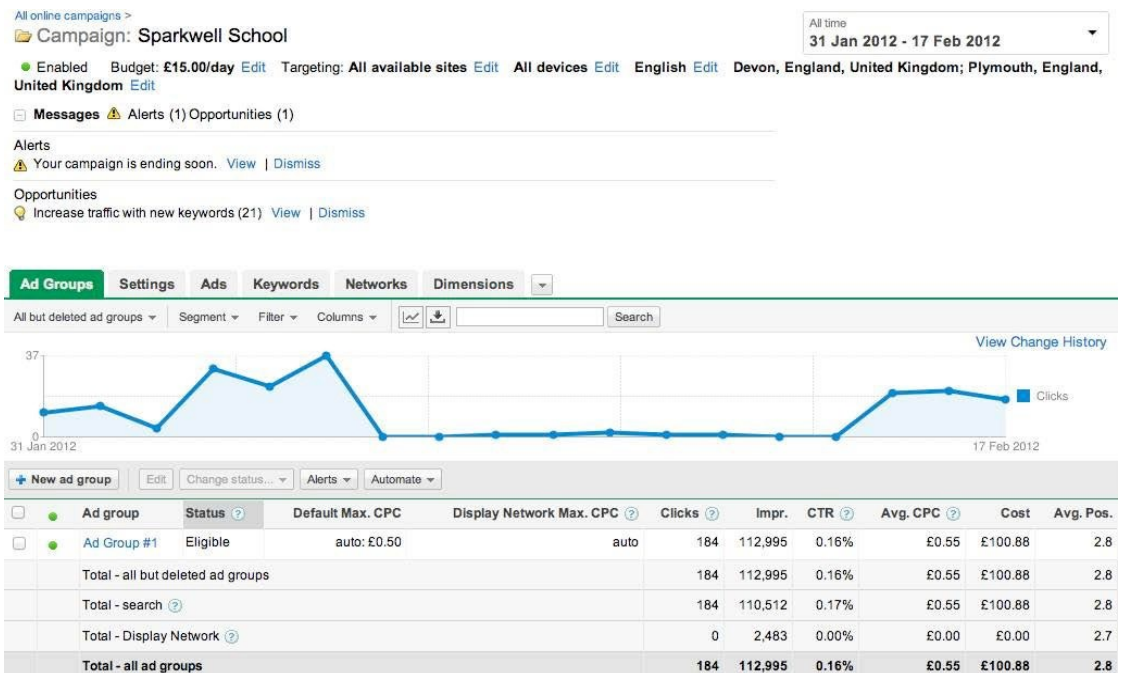 All online campaigns >
Campaign: Sparkwell School
All time
31 Jan 2012 - 17 Feb 2012
Enabled Budget: £15.00/day Edit Targeting: All available sites Edit All devices Edit English Edit Devon, England, United Kingdom; Plymouth, England,
United Kingdom Edit
Messages Alerts (1) Opportunities (1)
Alerts
Your campaign is ending soon. View | Dismiss
Opportunities
Increase traffic with new keywords (21) View | Dismiss
Ad Groups Settings Ads Keywords Networks Dimensions
All but deleted ad groups Segment Filter Columns Search
View Change History
37
Clicks
0
31 Jan 2012 17 Feb 2012
+ New ad group Edit Change status... Alerts Automate
Ad group Status ? Default Max. CPC Display Network Max. CPC ? Clicks ? Impr. CTR ? Avg. CPC ? Cost Avg. Pos.
Ad Group #1 Eligible auto: £0.50 auto 184 112,995 0.16% £0.55 £100.88 2.8
Total - all but deleted ad groups 184 112,995 0.16% £0.55 £100.88 2.8
Total - search ? 184 110,512 0.17% £0.55 £100.88 2.8
Total - Display Network ? 0 2,483 0.00% £0.00 £0.00 2.7
Total - all ad groups 184 112,995 0.16% £0.55 £100.88 2.8